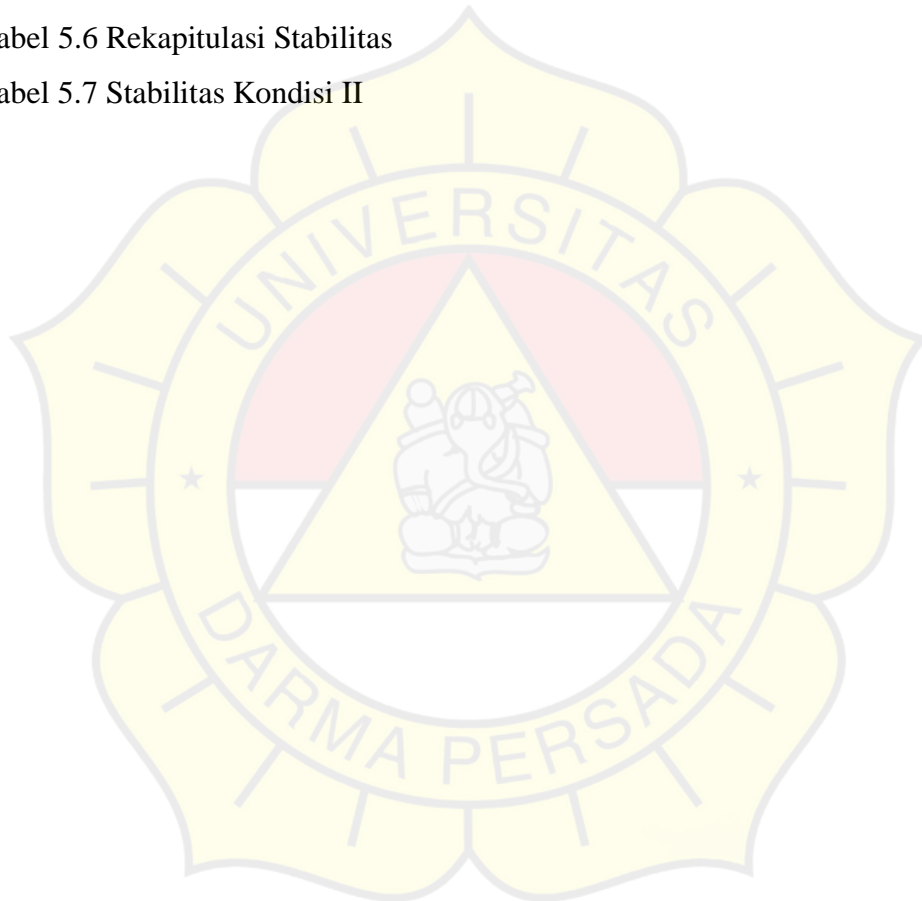 abel 5.6 Rekapitulasi Stabilitas
abel 5.7 Stabilitas Kondisi II
UNIVERSITAS
DARMA PERSADA